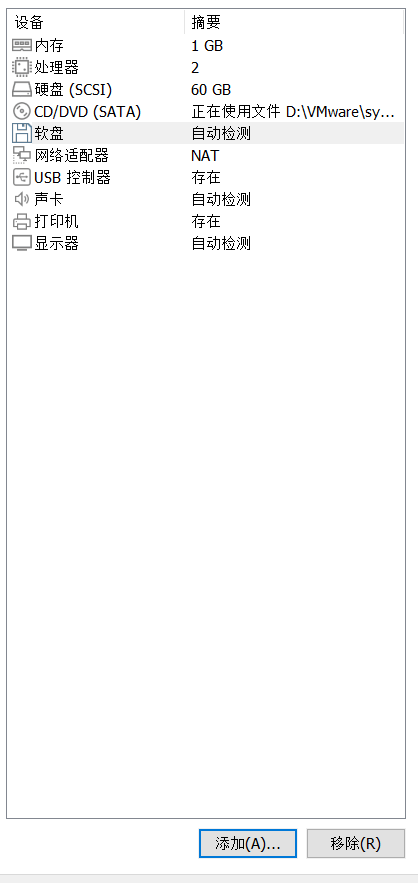 设备 摘要
内存 1 GB
处理器 2
硬盘 (SCSI) 60 GB
CD/DVD (SATA) 正在使用文件 D:\VMware\sy...
软盘 自动检测
网络适配器 NAT
USB 控制器 存在
声卡 自动检测
打印机 存在
显示器 自动检测
添加(A)... 移除(R)